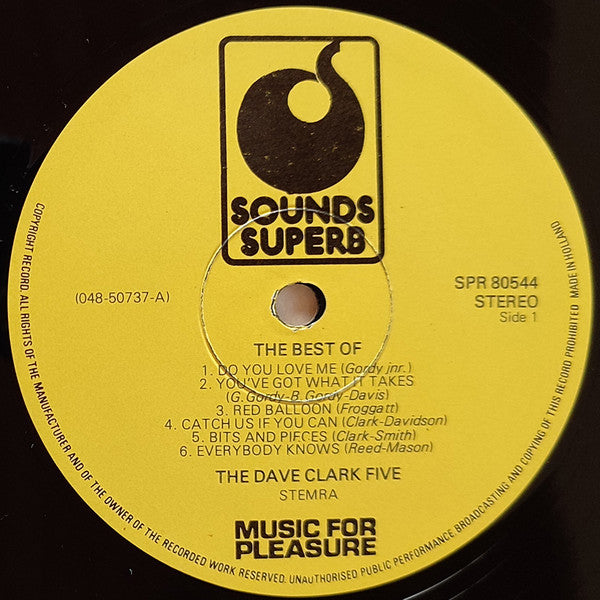 SOUNDS
SUPERB
(048-50737-A)
SPR 80544
STEREO
Side 1
THE BEST OF
1. DO YOU LOVE ME (Gordy jnr.)
2. YOU'VE GOT WHAT IT TAKES
(G. Gordy-B. Gordy-Davis)
3. RED BALLOON (Froggatt)
4. CATCH US IF YOU CAN (Clark-Davidson)
5. BITS AND PIECES (Clark-Smith)
6. EVERYBODY KNOWS (Reed-Mason)
THE DAVE CLARK FIVE
STEMRA
MUSIC FOR
PLEASURE
COPYRIGHT RECORD. ALL RIGHTS OF THE MANUFACTURER AND OF THE OWNER OF THE RECORDED WORK RESERVED. UNAUTHORISED PUBLIC PERFORMANCE BROADCASTING AND COPYING OF THIS RECORD PROHIBITED MADE IN HOLLAND